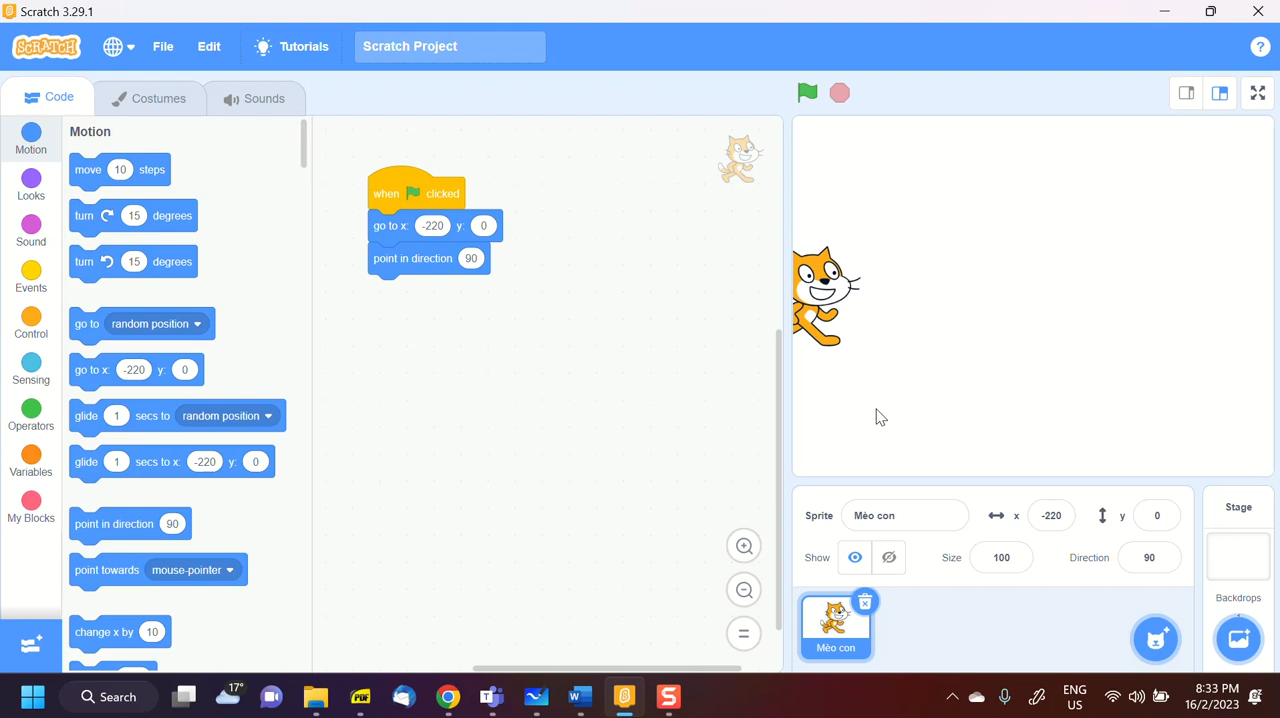 Scratch 3.29.1
SCRATCH File Edit Tutorials Scratch Project ?
Code Costumes Sounds
Motion
Looks
Sound
Events
Control
Sensing
Operators
Variables
My Blocks
Motion
move 10 steps
turn 15 degrees
turn 15 degrees
go to random position
go to x: -220 y: 0
glide 1 secs to random position
glide 1 secs to x: -220 y: 0
point in direction 90
point towards mouse-pointer
change x by 10
when clicked
go to x: -220 y: 0
point in direction 90
Sprite Mèo con x -220 y 0
Show Size 100 Direction 90
Mèo con
Stage
Backdrops
Search
17°
PDF
ENG
US
8:33 PM
16/2/2023